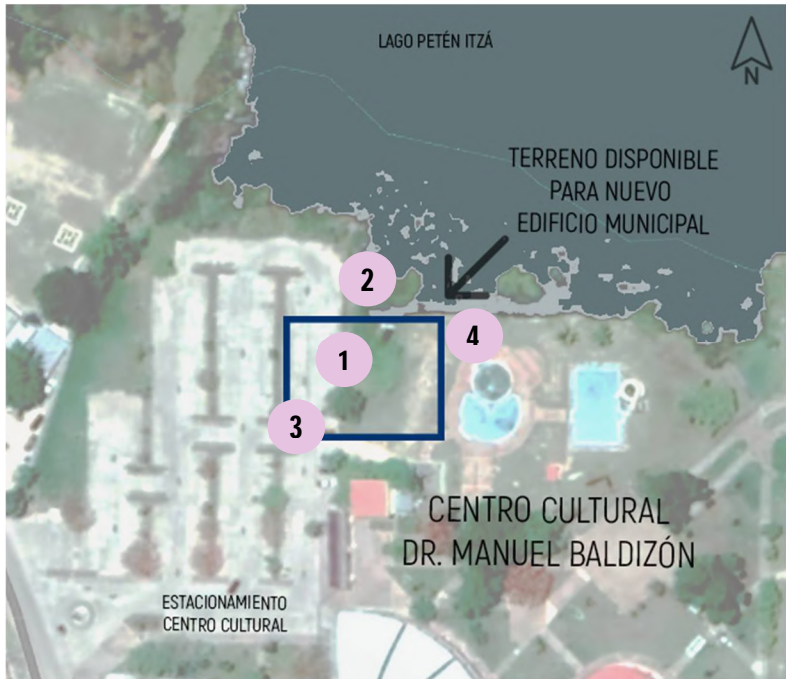 LAGO PETÉN ITZÁ
N
TERRENO DISPONIBLE
PARA NUEVO
EDIFICIO MUNICIPAL
2
4
1
3
CENTRO CULTURAL
DR. MANUEL BALDIZÓN
ESTACIONAMIENTO
CENTRO CULTURAL